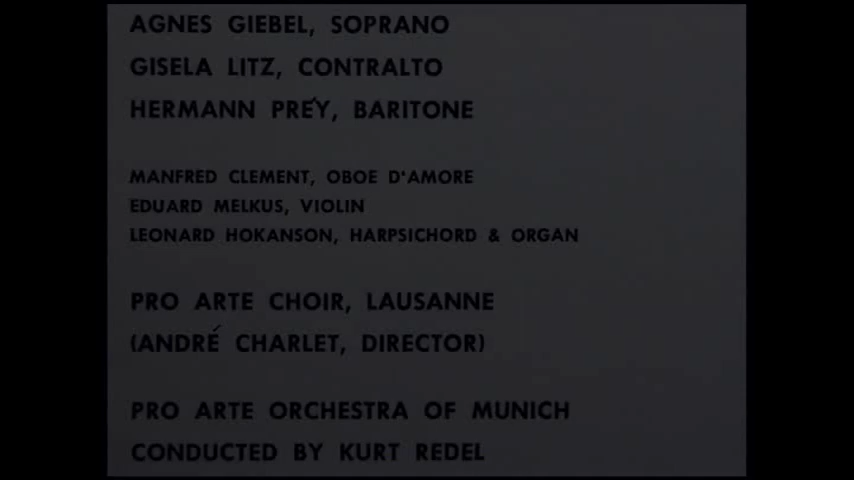 AGNES GIEBEL, SOPRANO
GISELA LITZ, CONTRALTO
HERMANN PRÉY, BARITONE
MANFRED CLEMENT, OBOE D'AMORE
EDUARD MELKUS, VIOLIN
LEONARD HOKANSON, HARPSICHORD & ORGAN
PRO ARTE CHOIR, LAUSANNE
(ANDRÉ CHARLET, DIRECTOR)
PRO ARTE ORCHESTRA OF MUNICH
CONDUCTED BY KURT REDEL